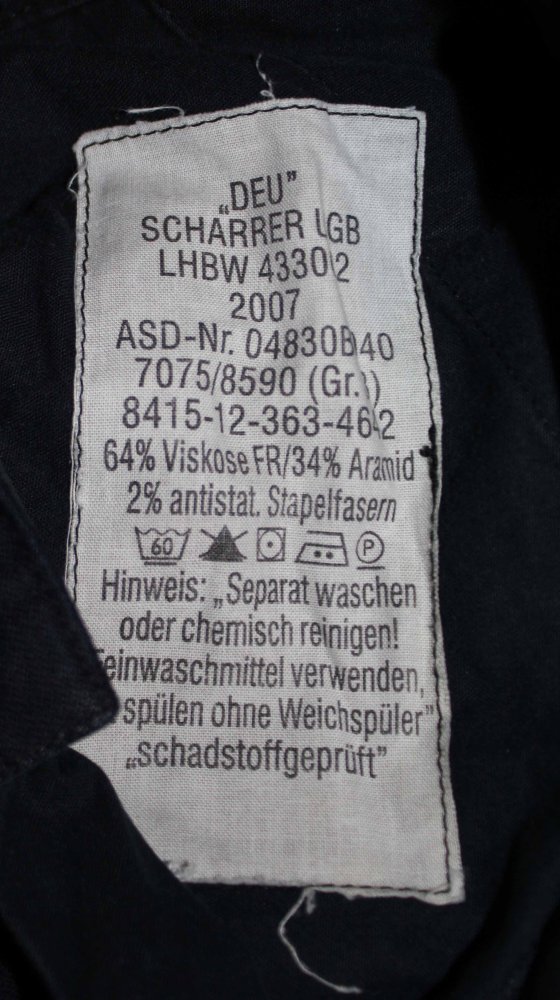 „DEU”
SCHARRER LGB
LHBW 43302
2007
ASD-Nr. 04830B40
7075/8590 (Gr.)
8415-12-363-4612
64% Viskose FR/34% Aramid
2% antistat. Stapelfasern
60 P
Hinweis: „Separat waschen
oder chemisch reinigen!
Feinwaschmittel verwenden,
spülen ohne Weichspüler”
„schadstoffgeprüft”